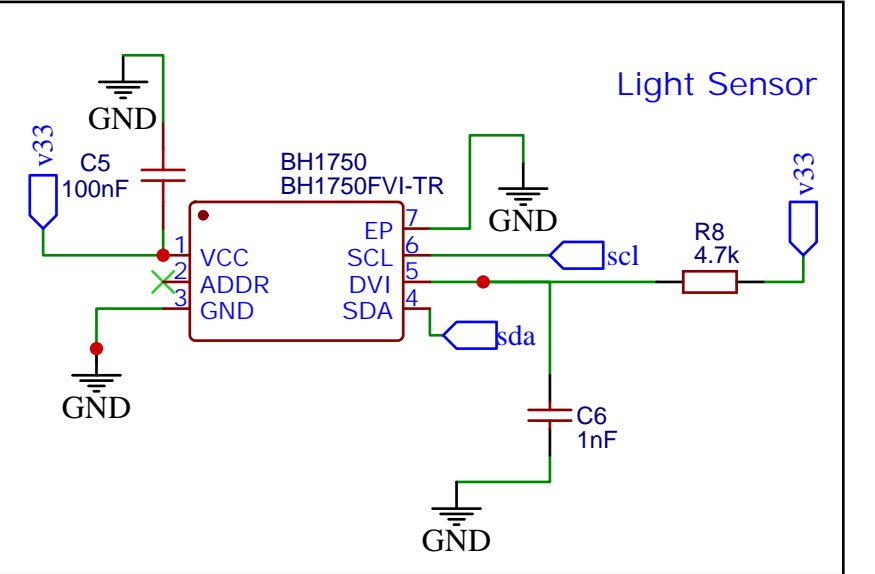 Light Sensor
GND
v33
C5
100nF
BH1750
BH1750FVI-TR
GND
v33
R8
4.7k
1
2
3
VCC
ADDR
GND
EP
SCL
DVI
SDA
7
6
5
4
scl
sda
GND
C6
1nF
GND